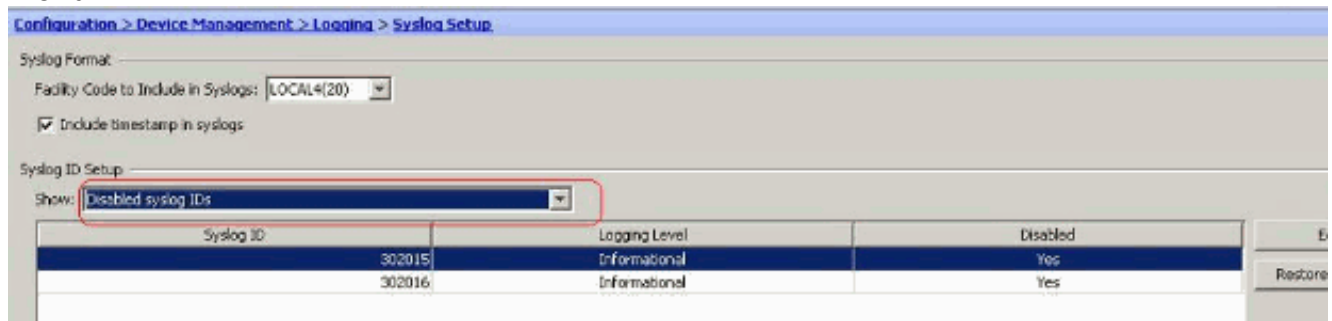 Configuration > Device Management > Logging > Syslog Setup
Syslog Format
Facility Code to Include in Syslogs: LOCAL4(20)
Include timestamp in syslogs
Syslog ID Setup
Show: Disabled syslog IDs
Syslog ID Logging Level Disabled
302015 Informational Yes
302016 Informational Yes
Restore